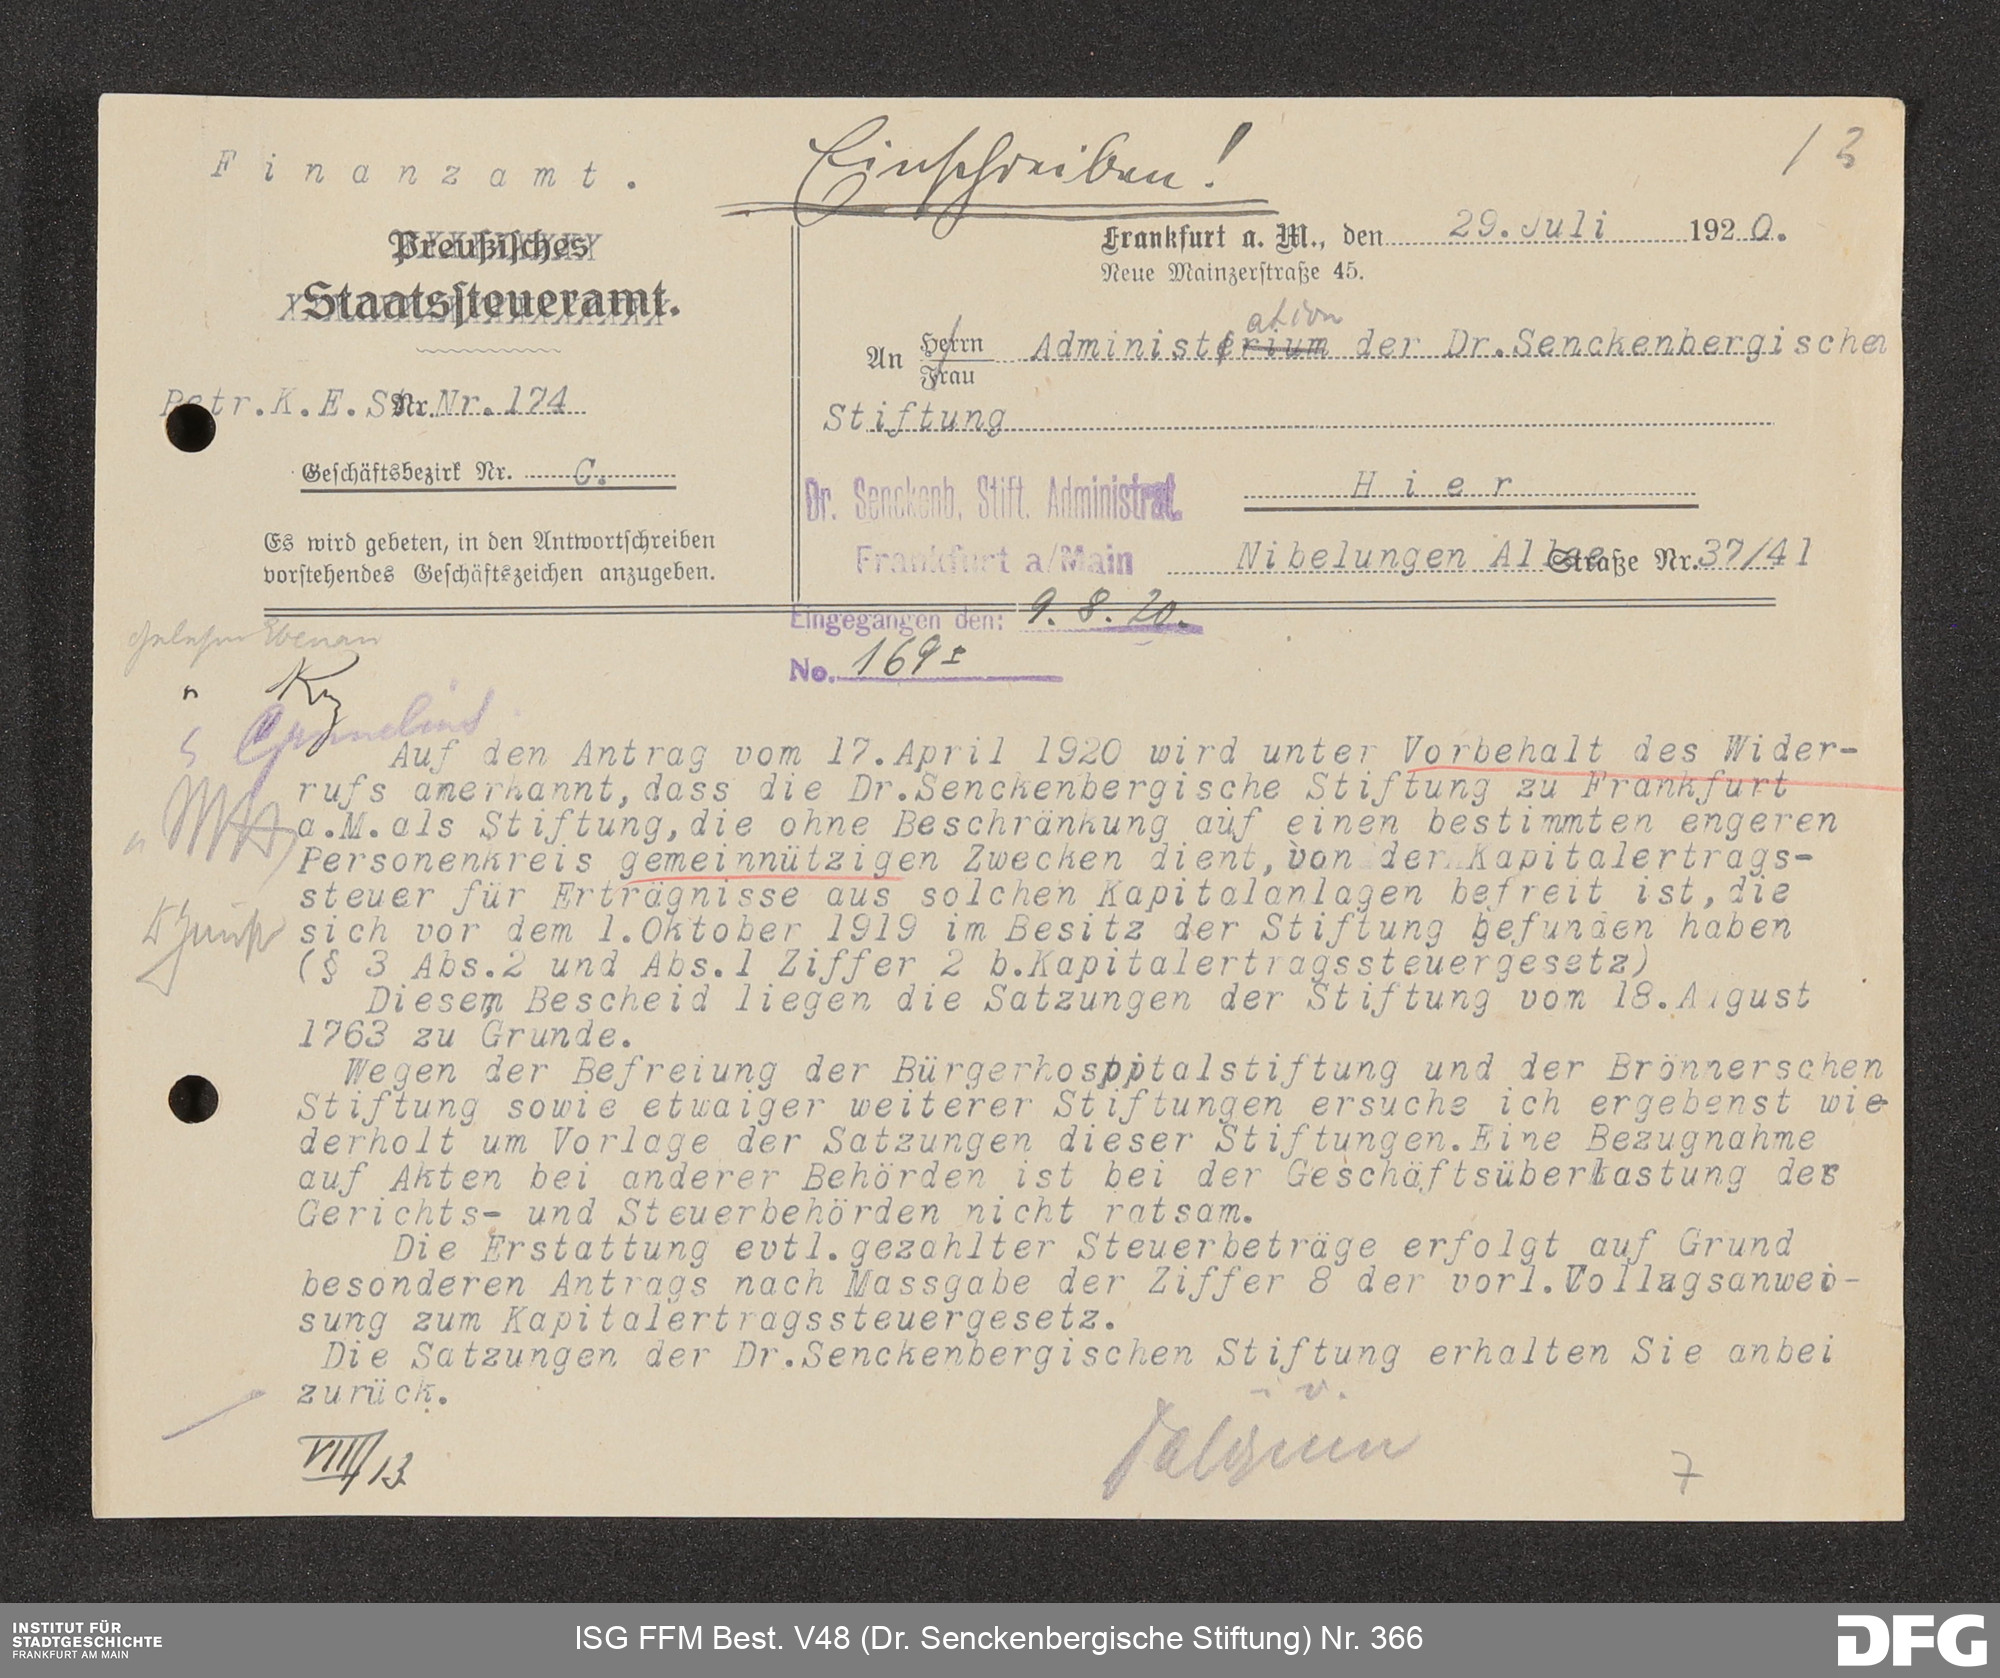 Einschreiben!
13
Finanzamt.
Preußisches
Staatssteueramt.
Frankfurt a. M., den 29. Juli 1920.
Neue Mainzerstraße 45.
Betr.K.E.St. Nr. Nr.174
Geschäftsbezirk Nr. C.
Es wird gebeten, in den Antwortschreiben
vorstehendes Geschäftszeichen anzugeben.
An Herrn
Frau
ation
Administerium der Dr.Senckenbergischen
Stiftung
Hier
Nibelungen Allee Straße Nr. 37/41
Dr. Senckenb. Stift. Administrat.
Frankfurt a/Main
Eingegangen den: 9. 8. 20.
No. 169 I
gelesen
Auf den Antrag vom 17.April 1920 wird unter Vorbehalt des Wider-
rufs anerkannt,dass die Dr.Senckenbergische Stiftung zu Frankfurt
a.M.als Stiftung,die ohne Beschränkung auf einen bestimmten engeren
Personenkreis gemeinnützigen Zwecken dient,von der Kapitalertrags-
steuer für Erträgnisse aus solchen Kapitalanlagen befreit ist,die
sich vor dem 1.Oktober 1919 im Besitz der Stiftung befunden haben
(§ 3 Abs.2 und Abs.1 Ziffer 2 b.Kapitalertragssteuergesetz)
Diesem Bescheid liegen die Satzungen der Stiftung vom 18.August
1763 zu Grunde.
Wegen der Befreiung der Bürgerhospitalstiftung und der Brönnerschen
Stiftung sowie etwaiger weiterer Stiftungen ersuche ich ergebenst wie-
derholt um Vorlage der Satzungen dieser Stiftungen.Eine Bezugnahme
auf Akten bei anderer Behörden ist bei der Geschäftsüberlastung der
Gerichts- und Steuerbehörden nicht ratsam.
Die Erstattung evtl.gezahlter Steuerbeträge erfolgt auf Grund
besonderen Antrags nach Massgabe der Ziffer 8 der vorl.Vollzugsanwei-
sung zum Kapitalertragssteuergesetz.
Die Satzungen der Dr.Senckenbergischen Stiftung erhalten Sie anbei
zurück.
i. V.
VIII/13
7
INSTITUT FÜR
STADTGESCHICHTE
FRANKFURT AM MAIN
ISG FFM Best. V48 (Dr. Senckenbergische Stiftung) Nr. 366
DFG